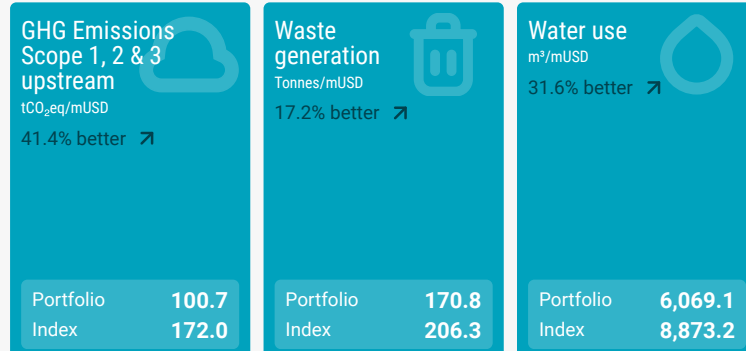 GHG Emissions
Scope 1, 2 & 3
upstream
tCO₂eq/mUSD
41.4% better
Portfolio 100.7
Index 172.0
Waste
generation
Tonnes/mUSD
17.2% better
Portfolio 170.8
Index 206.3
Water use
m³/mUSD
31.6% better
Portfolio 6,069.1
Index 8,873.2